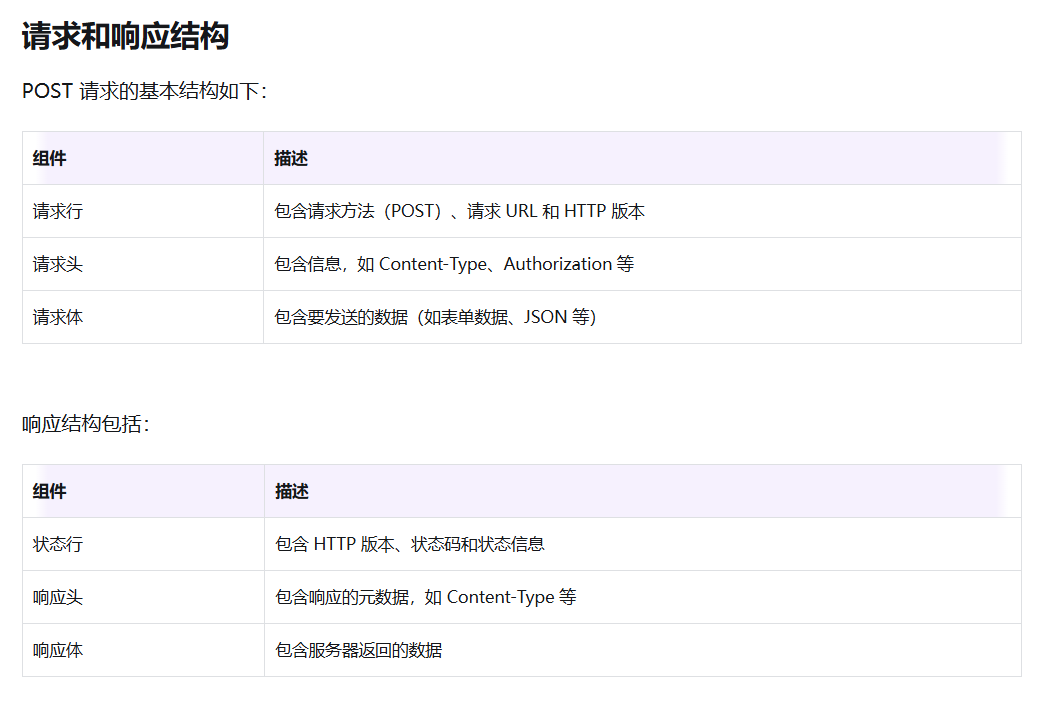 请求和响应结构
POST 请求的基本结构如下：
组件 描述
请求行 包含请求方法（POST）、请求 URL 和 HTTP 版本
请求头 包含信息，如 Content-Type、Authorization 等
请求体 包含要发送的数据（如表单数据、JSON 等）
响应结构包括：
组件 描述
状态行 包含 HTTP 版本、状态码和状态信息
响应头 包含响应的元数据，如 Content-Type 等
响应体 包含服务器返回的数据